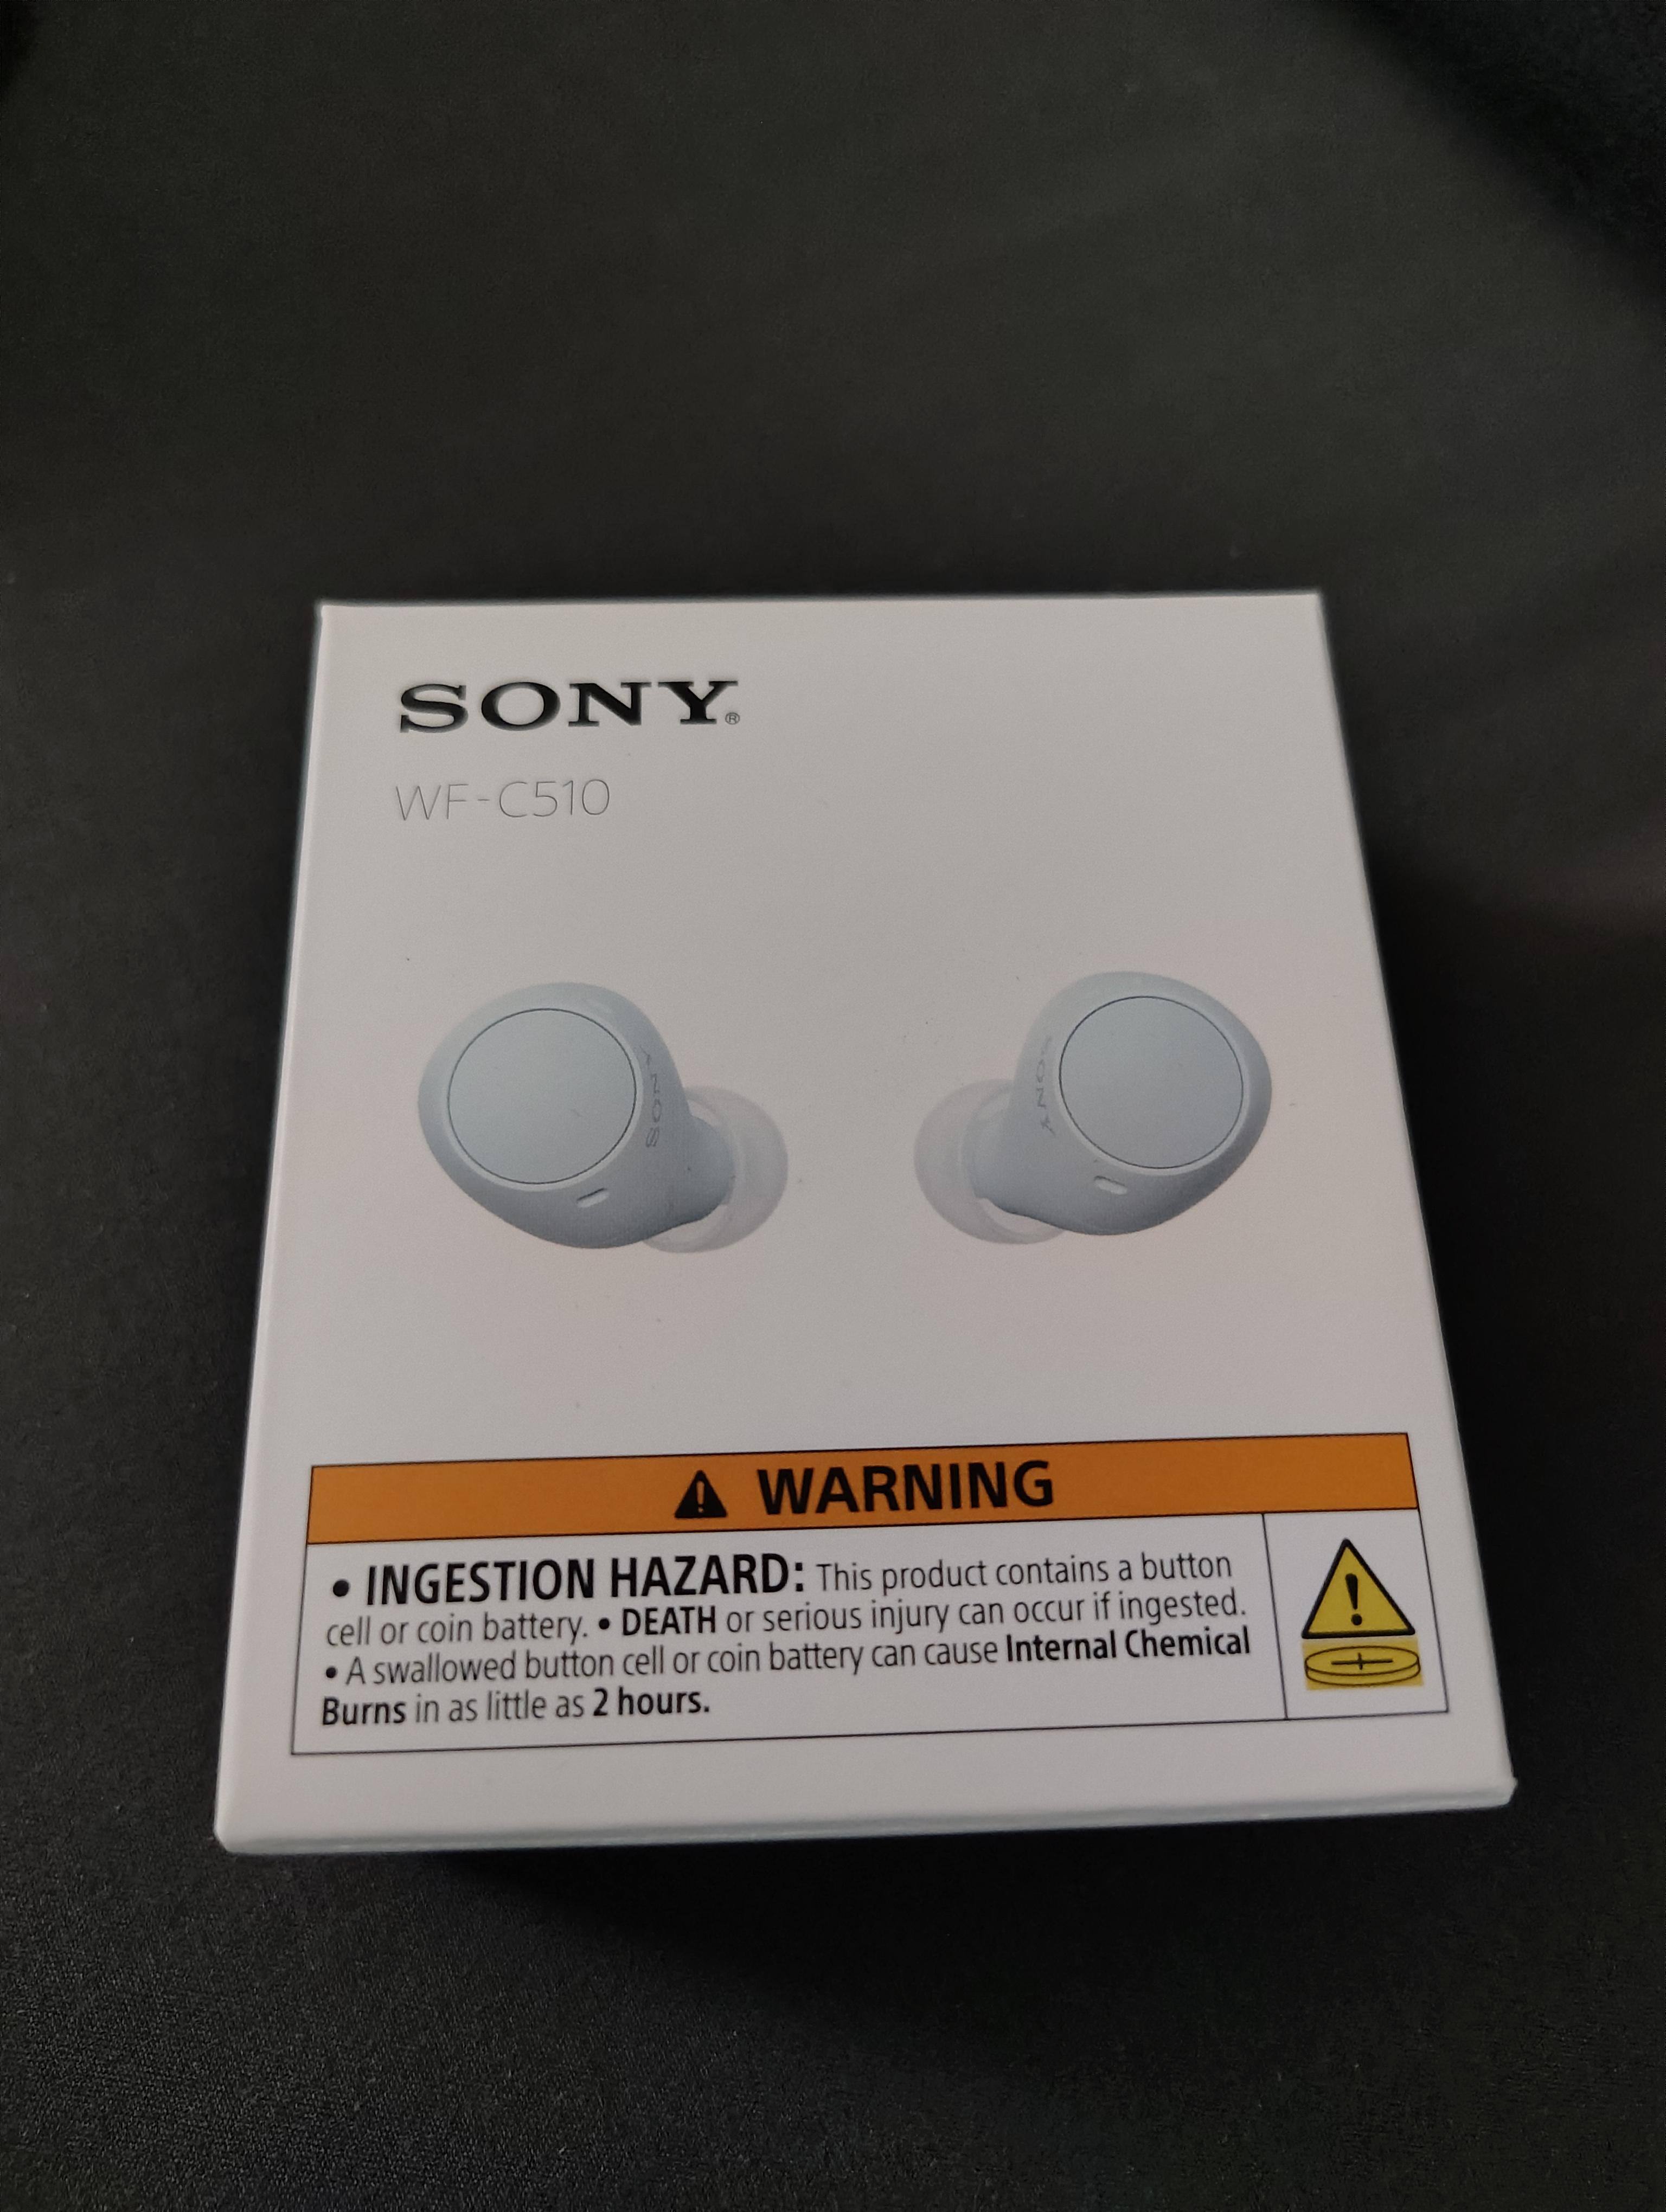 SONY®
WF-C510
SONY
SONY
⚠ WARNING
• INGESTION HAZARD: This product contains a button
cell or coin battery. • DEATH or serious injury can occur if ingested.
• A swallowed button cell or coin battery can cause Internal Chemical
Burns in as little as 2 hours.